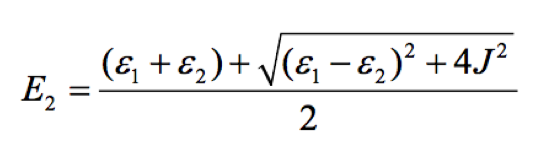 E₂ = ((ε₁ + ε₂) + √((ε₁ − ε₂)² + 4J²)) / 2